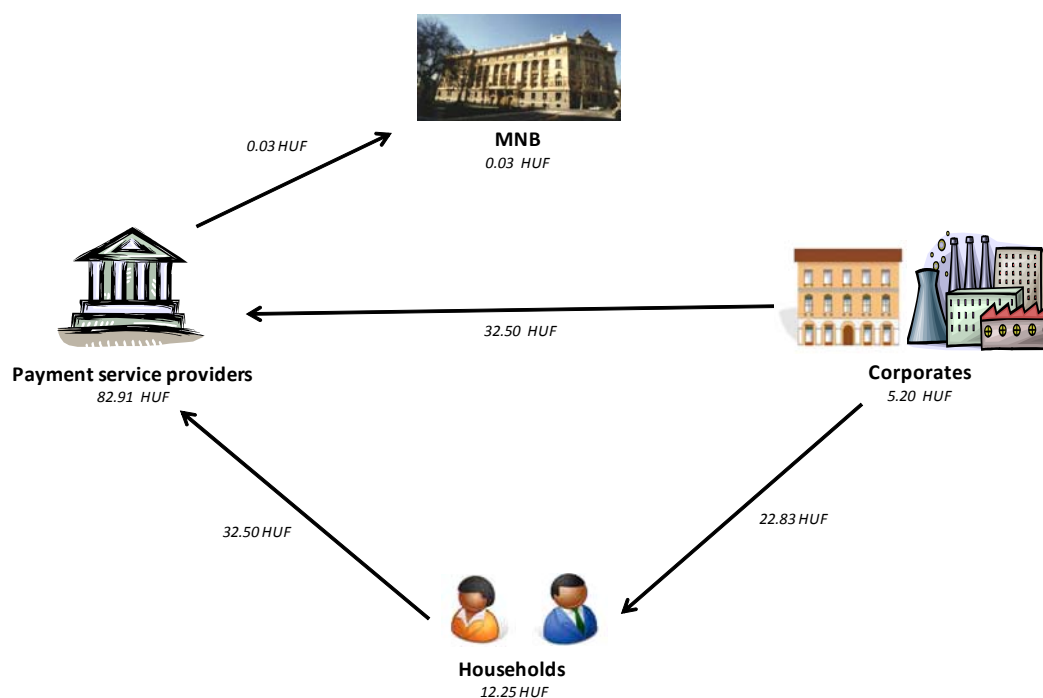 0.03 HUF
MNB
0.03 HUF
32.50 HUF
Payment service providers
82.91 HUF
Corporates
5.20 HUF
32.50 HUF
22.83 HUF
Households
12.25 HUF